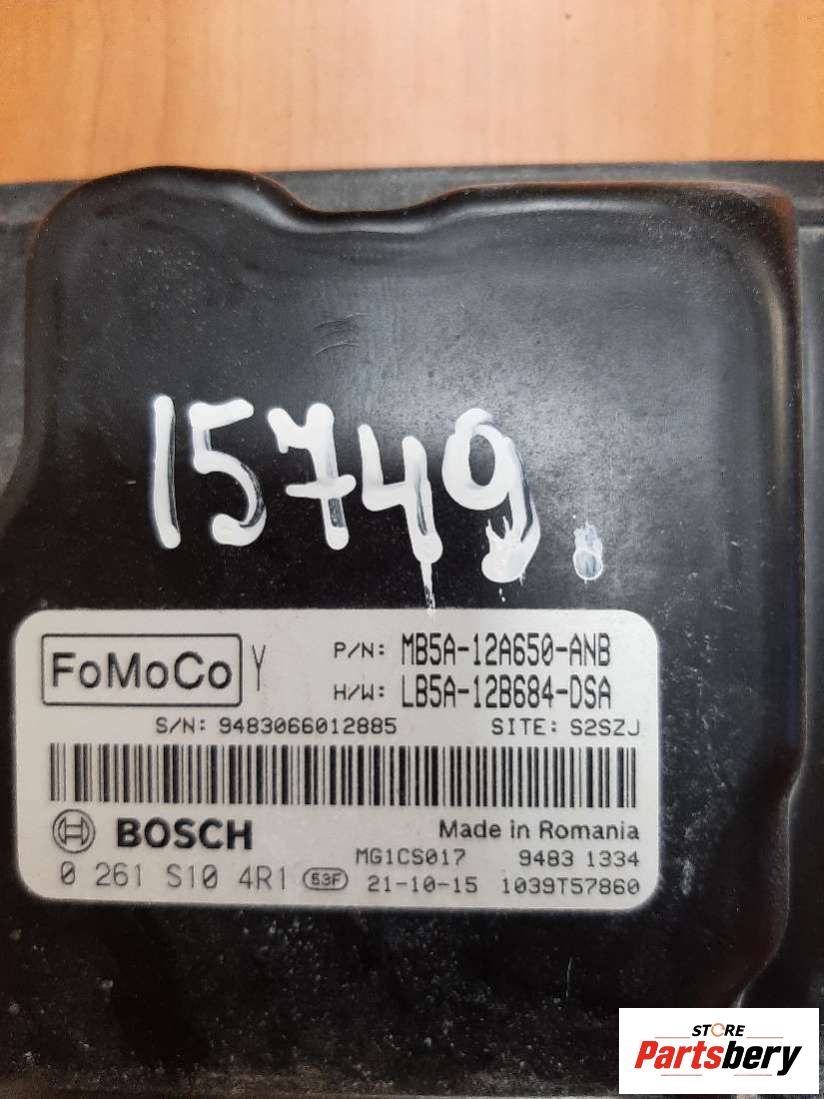 15749.
FoMoCo Y P/N: MB5A-12A650-ANB
H/W: LB5A-12B684-DSA
S/N: 9483066012885 SITE: S2SZJ
BOSCH Made in Romania
MG1CS017 9483 1334
0 261 S10 4R1 53F 21-10-15 1039T57860
STORE
Partsbery